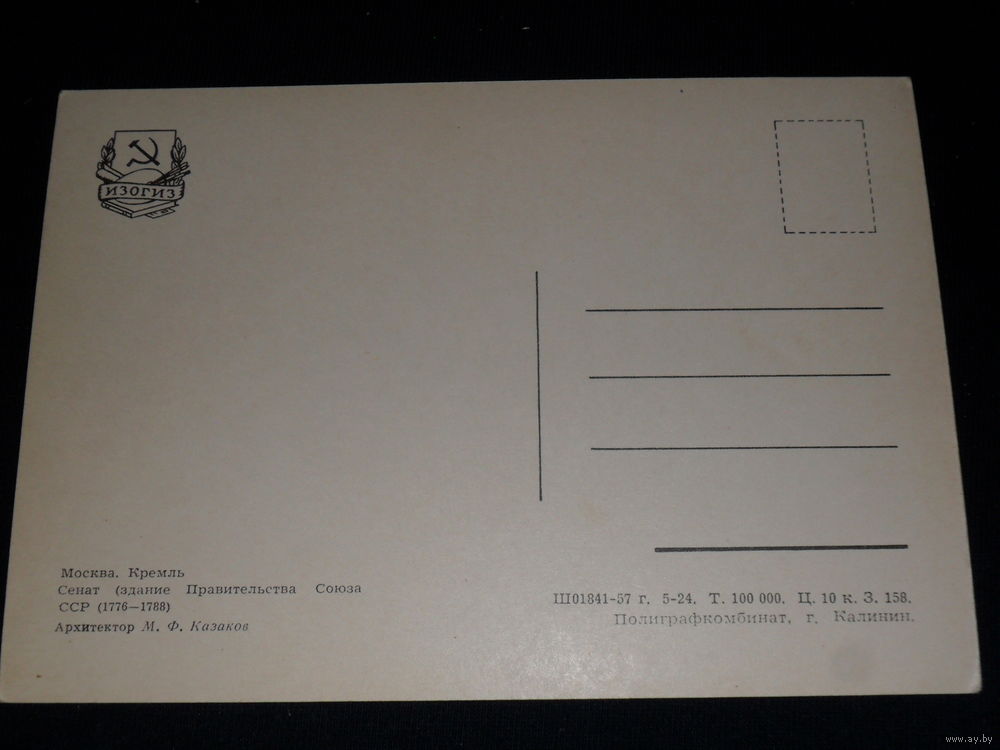 ИЗОГИЗ
Москва. Кремль
Сенат (здание Правительства Союза
ССР (1776—1788)
Архитектор М. Ф. Казаков
Ш01841-57 г. 5-24. Т. 100 000. Ц. 10 к. З. 158.
Полиграфкомбинат, г. Калинин.
www.ay.by